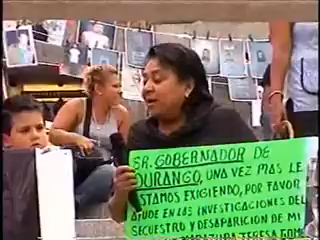 SR. GOBERNADOR DE
DURANGO, UNA VEZ MAS LE
ESTAMOS EXIGIENDO, POR FAVOR
AYUDE EN LAS INVESTIGACIONES DEL
SECUESTRO Y DESAPARICION DE MI
TERESA